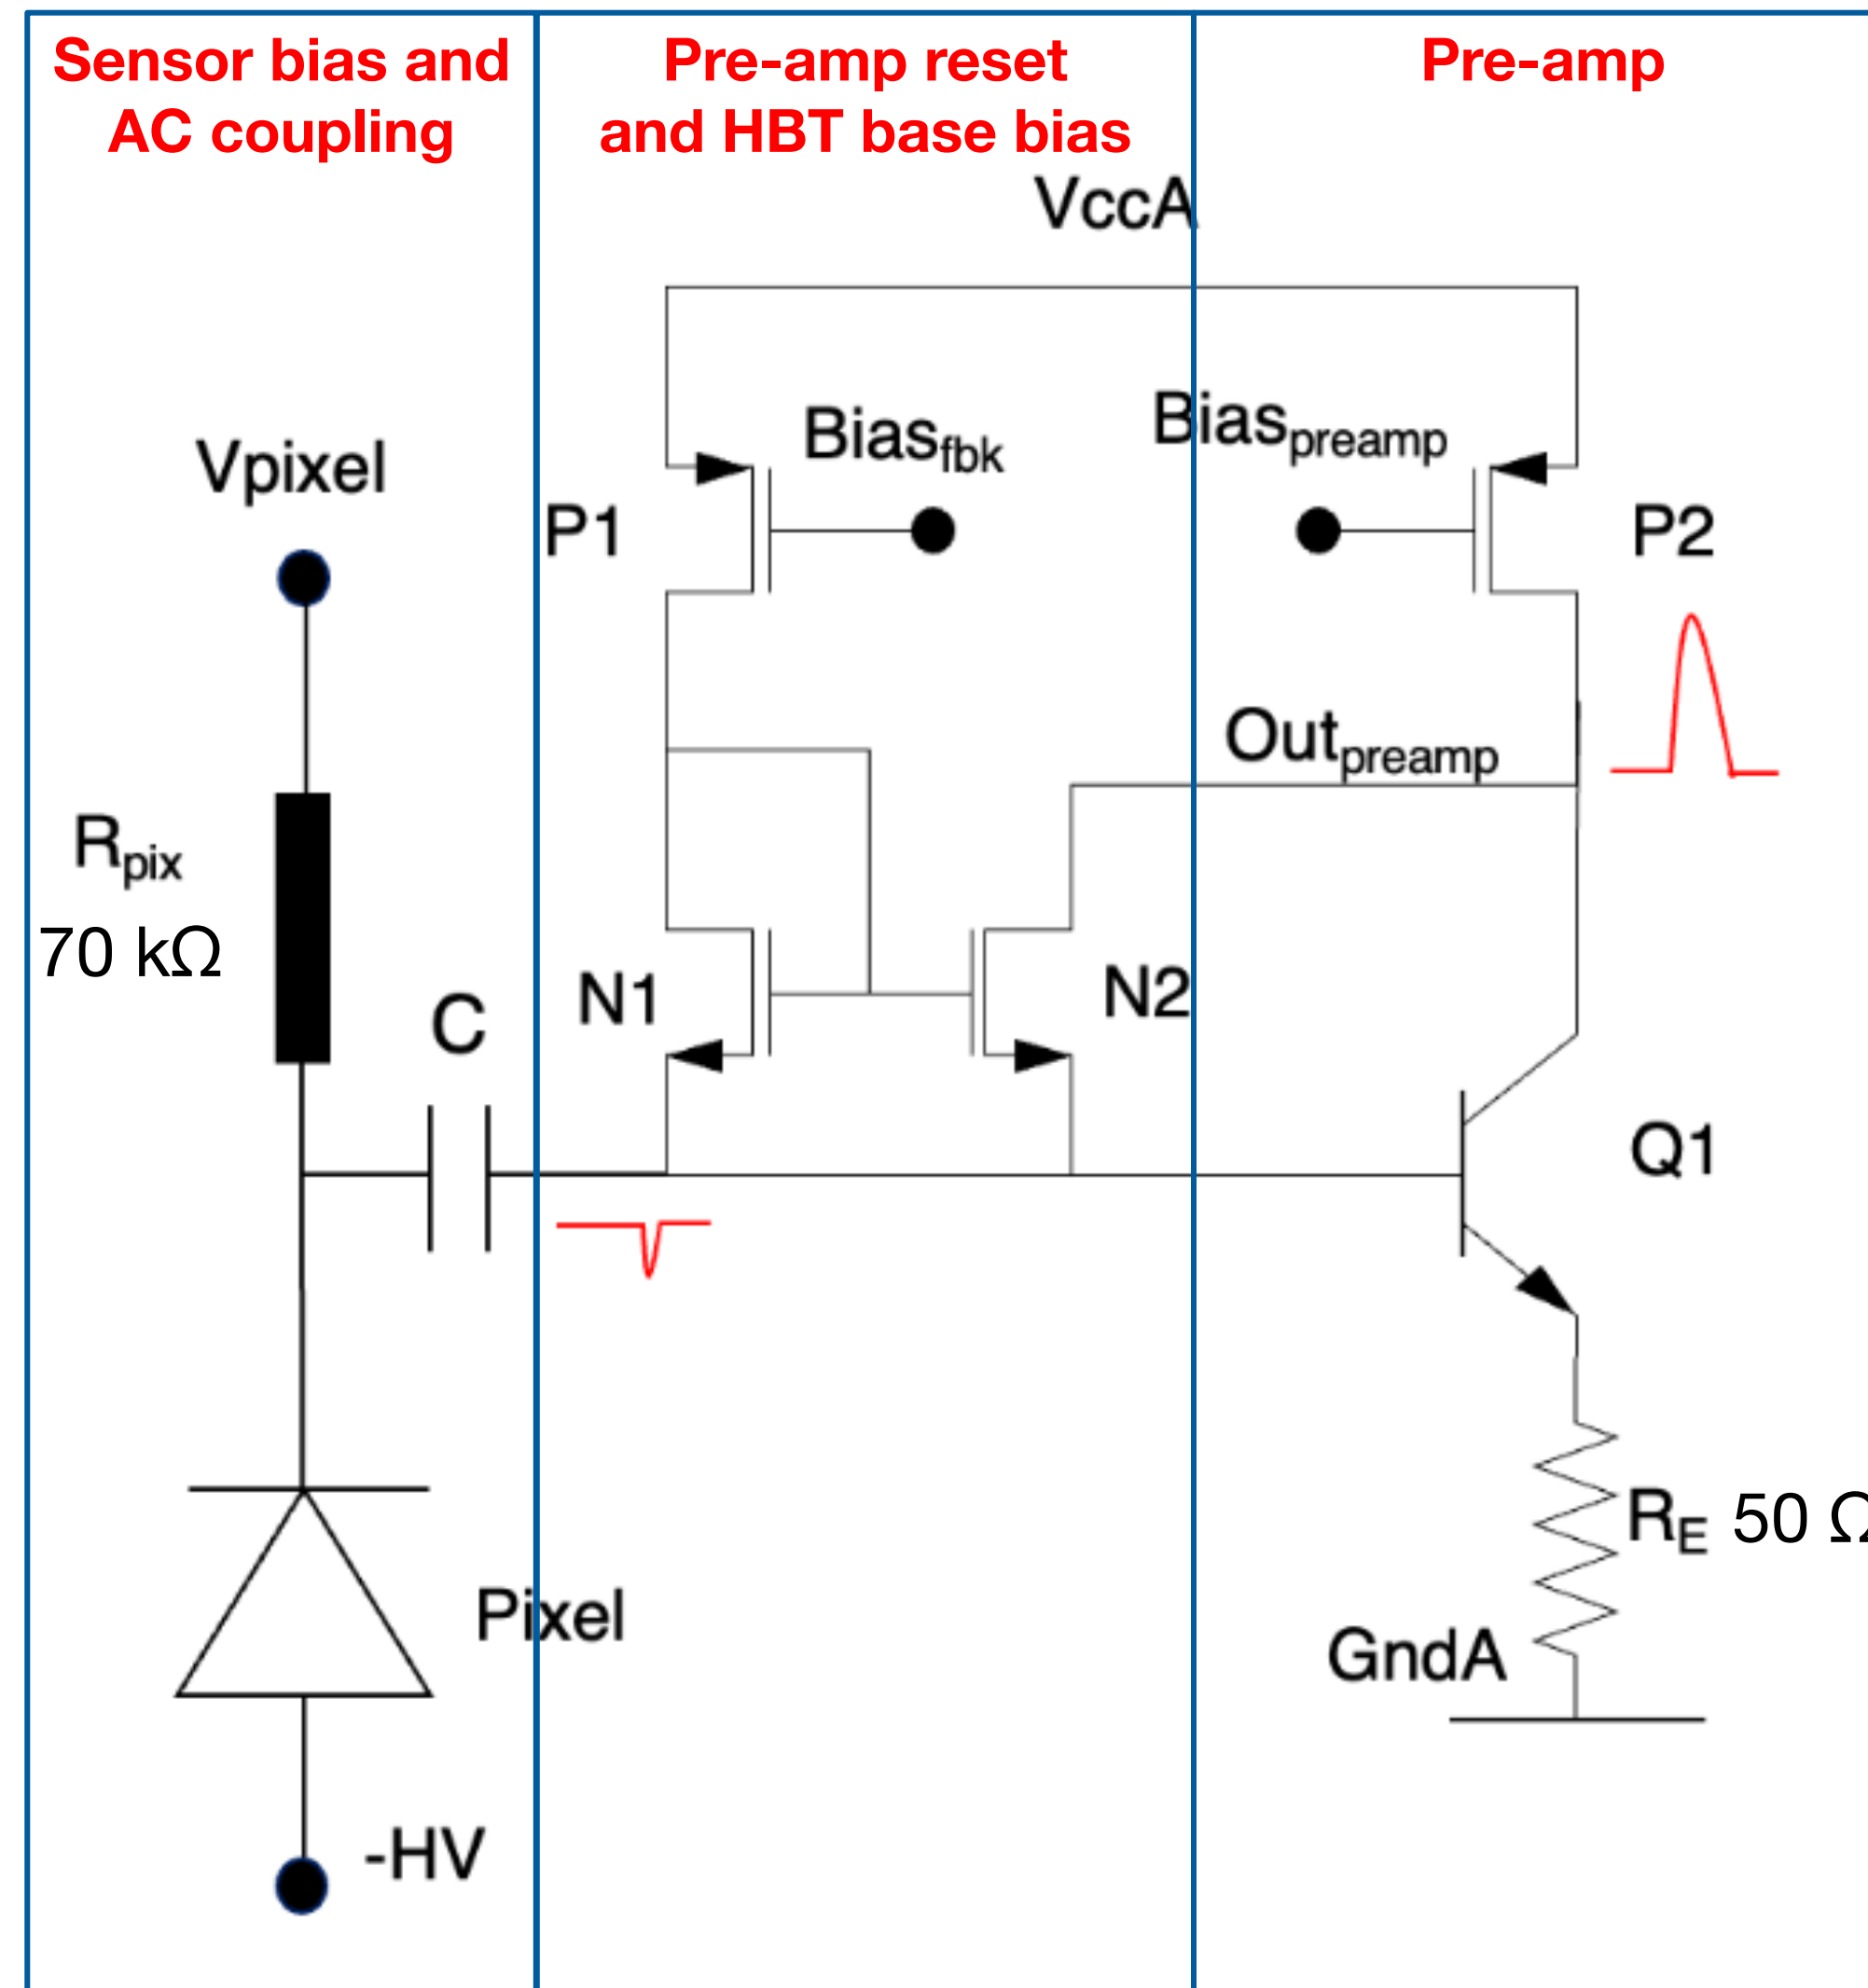 Sensor bias and
AC coupling
Pre-amp reset
and HBT base bias
Pre-amp
VccA
Vpixel
Biasfbk
Biaspreamp
P1
P2
Outpreamp
Rpix
70 kΩ
C
N1
N2
Q1
RE 50 Ω
Pixel
GndA
-HV